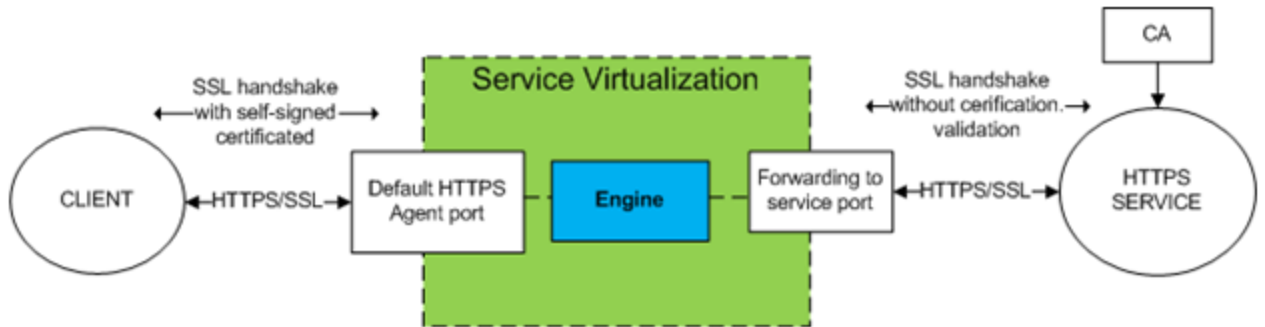 CA
Service Virtualization
SSL handshake
with self-signed
certificated
SSL handshake
without cerification.
validation
CLIENT
HTTPS/SSL
Default HTTPS
Agent port
Engine
Forwarding to
service port
HTTPS/SSL
HTTPS
SERVICE